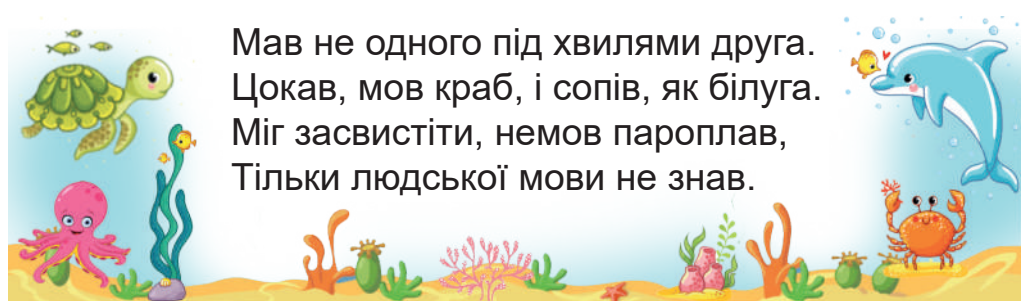 Мав не одного під хвилями друга.
Цокав, мов краб, і сопів, як білуга.
Міг засвистіти, немов пароплав,
Тільки людської мови не знав.